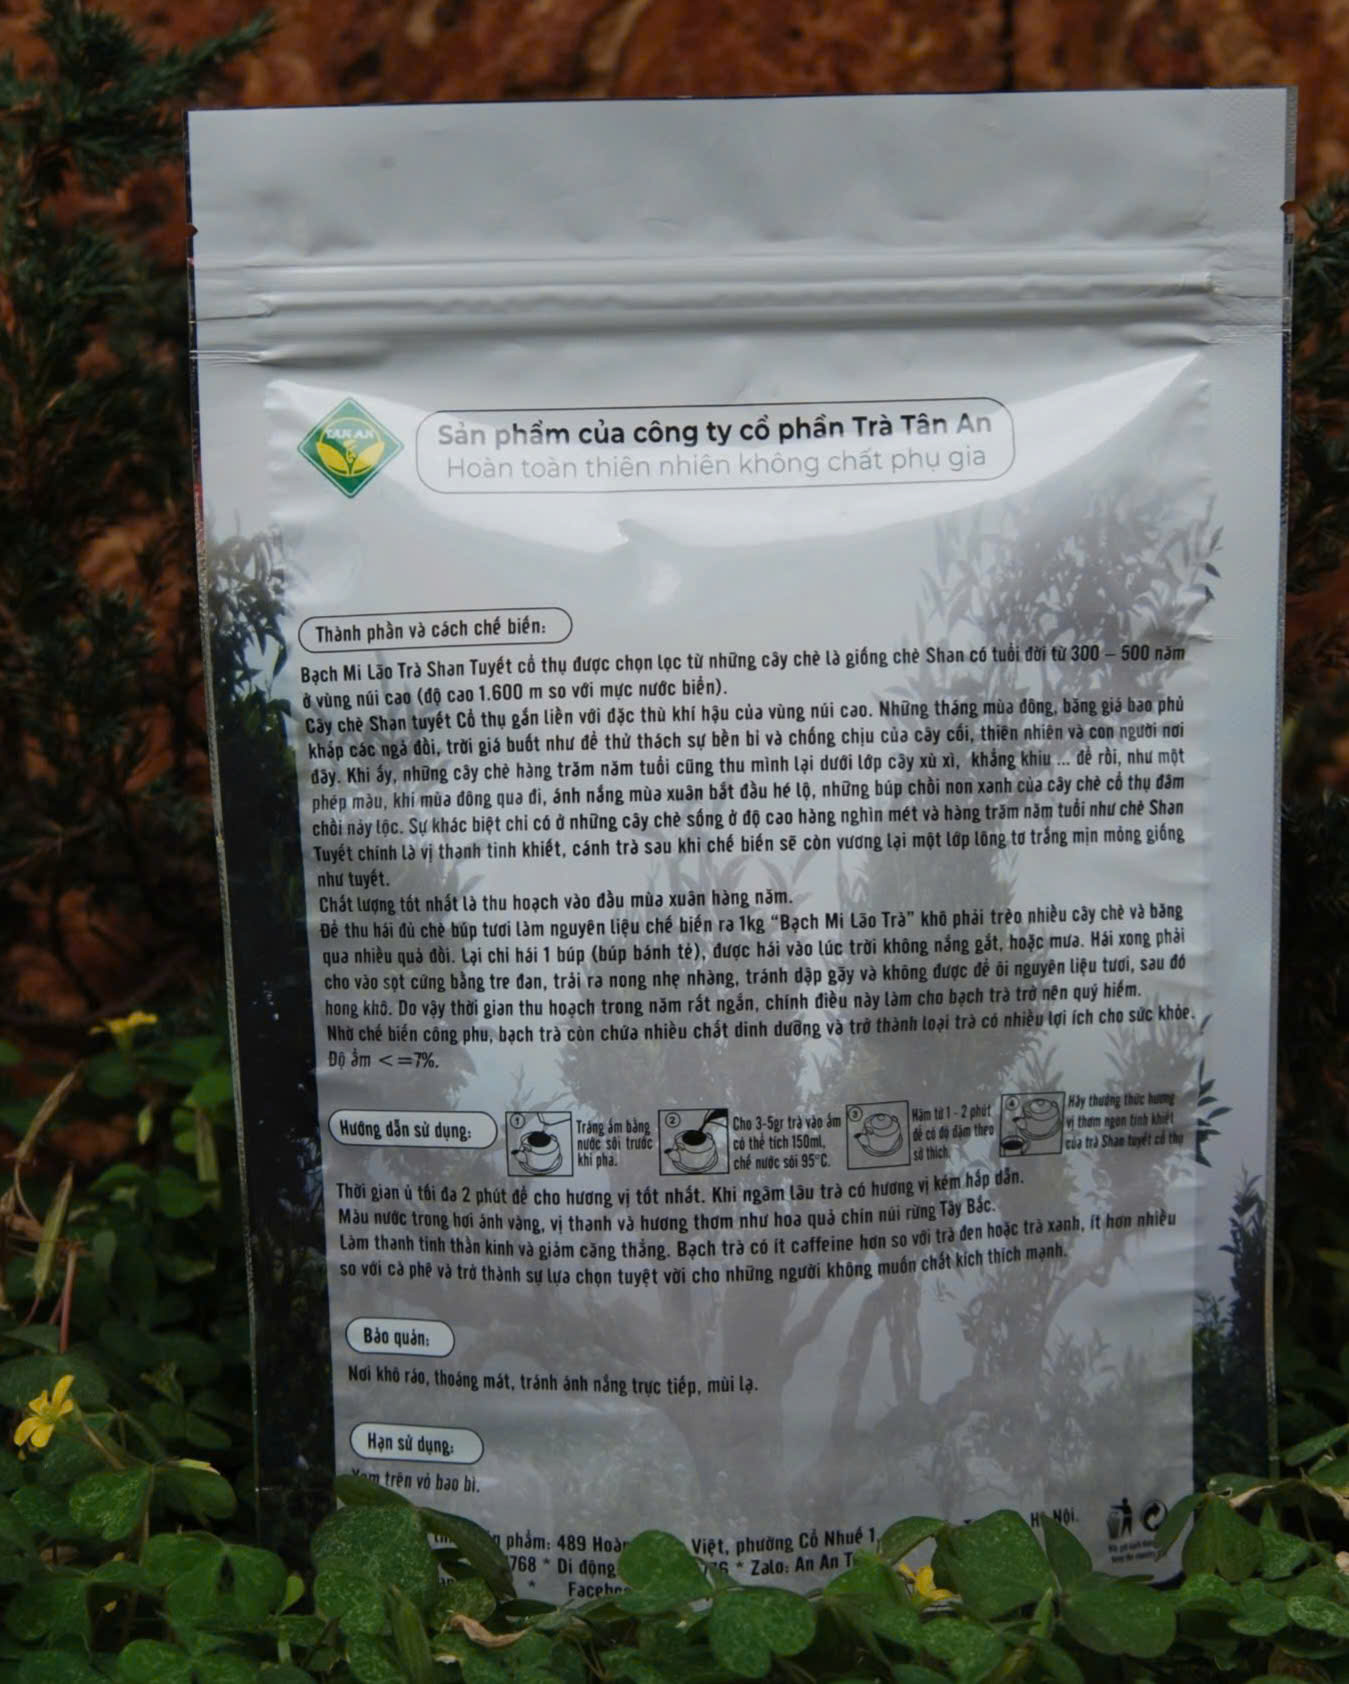 TAN AN
Sản phẩm của công ty cổ phần Trà Tân An
Hoàn toàn thiên nhiên không chất phụ gia
Thành phần và cách chế biến:
Bạch Mi Lão Trà Shan Tuyết cổ thụ được chọn lọc từ những cây chè là giống chè Shan có tuổi đời từ 300 – 500 năm
ở vùng núi cao (độ cao 1.600 m so với mực nước biển).
Cây chè Shan tuyết Cổ thụ gắn liền với đặc thù khí hậu của vùng núi cao. Những tháng mùa đông, băng giá bao phủ
khắp các ngả đồi, trời giá buốt như để thử thách sự bền bỉ và chống chịu của cây cối, thiên nhiên và con người nơi
đây. Khi ấy, những cây chè hàng trăm năm tuổi cũng thu mình lại dưới lớp cây xù xì, khẳng khiu ... để rồi, như một
phép màu, khi mùa đông qua đi, ánh nắng mùa xuân bắt đầu hé lộ, những búp chồi non xanh của cây chè cổ thụ đâm
chồi nảy lộc. Sự khác biệt chỉ có ở những cây chè sống ở độ cao hàng nghìn mét và hàng trăm năm tuổi như chè Shan
Tuyết chính là vị thanh tinh khiết, cánh trà sau khi chế biến sẽ còn vương lại một lớp lông tơ trắng mịn mỏng giống
như tuyết.
Chất lượng tốt nhất là thu hoạch vào đầu mùa xuân hàng năm.
Để thu hái đủ chè búp tươi làm nguyên liệu chế biến ra 1kg “Bạch Mi Lão Trà” khô phải trèo nhiều cây chè và băng
qua nhiều quả đồi. Lại chỉ hái 1 búp (búp bánh tẻ), được hái vào lúc trời không nắng gắt, hoặc mưa. Hái xong phải
cho vào sọt cứng bằng tre đan, trải ra nong nhẹ nhàng, tránh dập gãy và không được để ôi nguyên liệu tươi, sau đó
hong khô. Do vậy thời gian thu hoạch trong năm rất ngắn, chính điều này làm cho bạch trà trở nên quý hiếm.
Nhờ chế biến công phu, bạch trà còn chứa nhiều chất dinh dưỡng và trở thành loại trà có nhiều lợi ích cho sức khỏe.
Độ ẩm <=7%.
Hướng dẫn sử dụng:
1
Tráng ấm bằng
nước sôi trước
khi pha.
2
Cho 3-5gr trà vào ấm
có thể tích 150ml,
chế nước sôi 95°C.
3
Hãm từ 1 - 2 phút
để có độ đậm theo
sở thích.
4
Hãy thưởng thức hương
vị thơm ngon tinh khiết
của trà Shan tuyết cổ thụ
Thời gian ủ tối đa 2 phút để cho hương vị tốt nhất. Khi ngâm lâu trà có hương vị kém hấp dẫn.
Màu nước trong hơi ánh vàng, vị thanh và hương thơm như hoa quả chín núi rừng Tây Bắc.
Làm thanh tinh thần kinh và giảm căng thẳng. Bạch trà có ít caffeine hơn so với trà đen hoặc trà xanh, ít hơn nhiều
so với cà phê và trở thành sự lựa chọn tuyệt vời cho những người không muốn chất kích thích mạnh.
Bảo quản:
Nơi khô ráo, thoáng mát, tránh ánh nắng trực tiếp, mùi lạ.
Hạn sử dụng:
Xem trên vỏ bao bì.
phẩm: 489 Việt, phường Cổ Nhuế 1, Nội.
768 * Di động * Zalo: An An
*